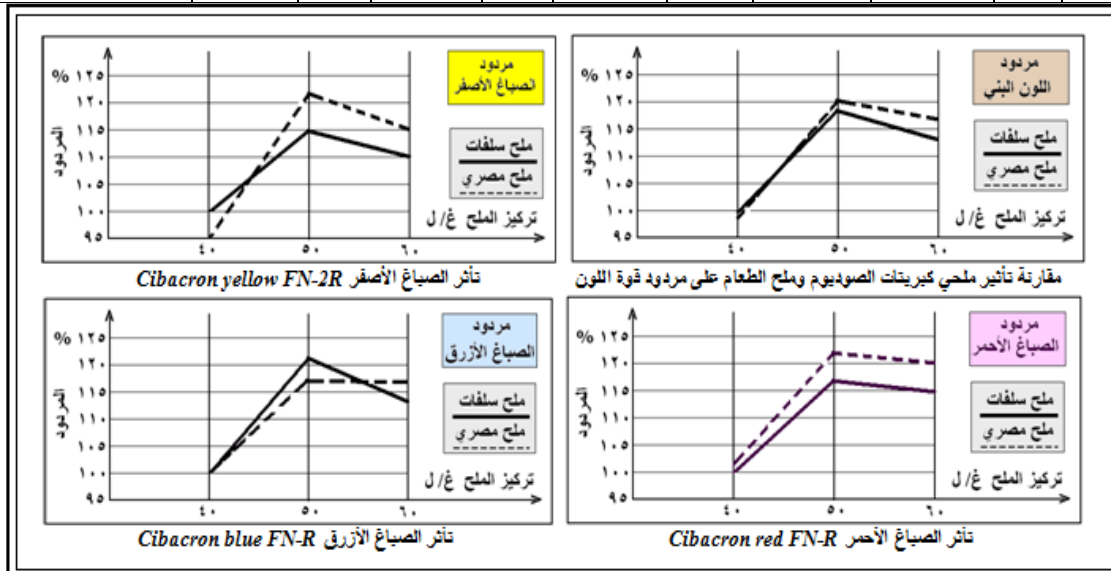 مردود
الصباغ الأصفر
ملح سلفات
ملح مصري
% ١٢٥
١٢٠
١١٥
١١٠
١٠٥
١٠٠
٩٥
المردود
تركيز الملح غ/ ل
٤٠ ٥٠ ٦٠
تأثر الصباغ الأصفر Cibacron yellow FN-2R
مردود
اللون البني
ملح سلفات
ملح مصري
% ١٢٥
١٢٠
١١٥
١١٠
١٠٥
١٠٠
٩٥
المردود
تركيز الملح غ/ ل
٤٠ ٥٠ ٦٠
مقارنة تأثير ملحي كبريتات الصوديوم وملح الطعام على مردود قوة اللون
مردود
الصباغ الأزرق
ملح سلفات
ملح مصري
% ١٢٥
١٢٠
١١٥
١١٠
١٠٥
١٠٠
٩٥
المردود
تركيز الملح غ/ ل
٤٠ ٥٠ ٦٠
تأثر الصباغ الأزرق Cibacron blue FN-R
مردود
الصباغ الأحمر
ملح سلفات
ملح مصري
% ١٢٥
١٢٠
١١٥
١١٠
١٠٥
١٠٠
٩٥
المردود
تركيز الملح غ/ ل
٤٠ ٥٠ ٦٠
تأثر الصباغ الأحمر Cibacron red FN-R